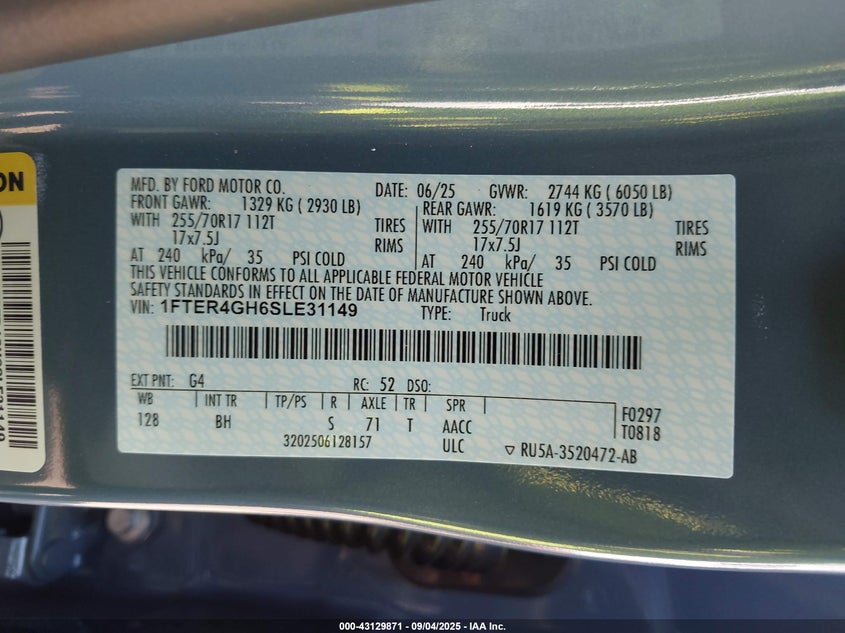 ON
MFD. BY FORD MOTOR CO. DATE: 06/25 GVWR: 2744 KG ( 6050 LB)
FRONT GAWR: 1329 KG ( 2930 LB) REAR GAWR: 1619 KG ( 3570 LB)
WITH 255/70R17 112T TIRES WITH 255/70R17 112T TIRES
17x7.5J RIMS 17x7.5J RIMS
AT 240 kPa/ 35 PSI COLD AT 240 kPa/ 35 PSI COLD
THIS VEHICLE CONFORMS TO ALL APPLICABLE FEDERAL MOTOR VEHICLE
SAFETY STANDARDS IN EFFECT ON THE DATE OF MANUFACTURE SHOWN ABOVE.
VIN: 1FTER4GH6SLE31149 TYPE: Truck
EXT PNT: G4 RC: 52 DSO:
WB INT TR TP/PS R AXLE TR SPR F0297
128 BH S 71 T AACC T0818
3202506128157 ULC ▽ RU5A-3520472-AB
000-43129871 - 09/04/2025 - IAA Inc.